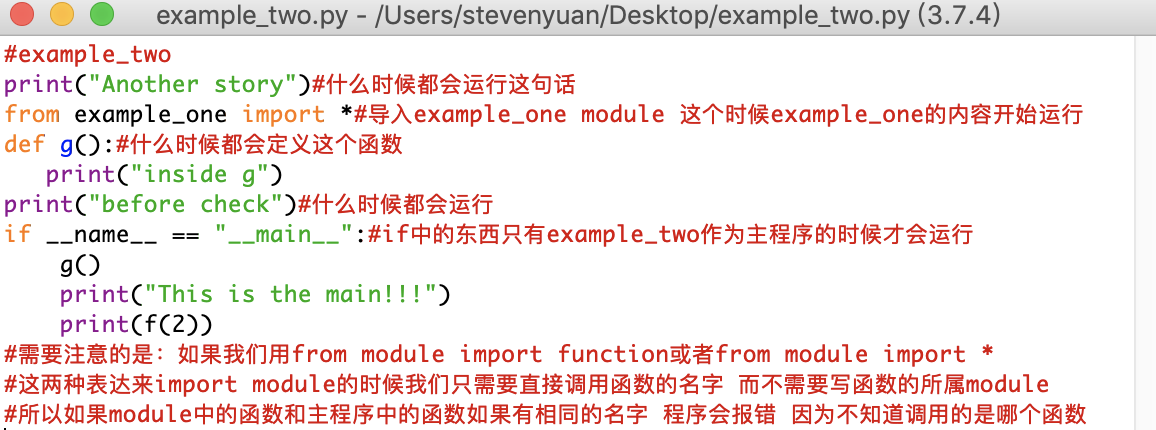 example_two.py - /Users/stevenyuan/Desktop/example_two.py (3.7.4)
#example_two
print("Another story")#什么时候都会运行这句话
from example_one import *#导入example_one module 这个时候example_one的内容开始运行
def g():#什么时候都会定义这个函数
   print("inside g")
print("before check")#什么时候都会运行
if __name__ == "__main__":#if中的东西只有example_two作为主程序的时候才会运行
    g()
    print("This is the main!!!")
    print(f(2))
#需要注意的是：如果我们用from module import function或者from module import *
#这两种表达来import module的时候我们只需要直接调用函数的名字 而不需要写函数的所属module
#所以如果module中的函数和主程序中的函数如果有相同的名字 程序会报错 因为不知道调用的是哪个函数